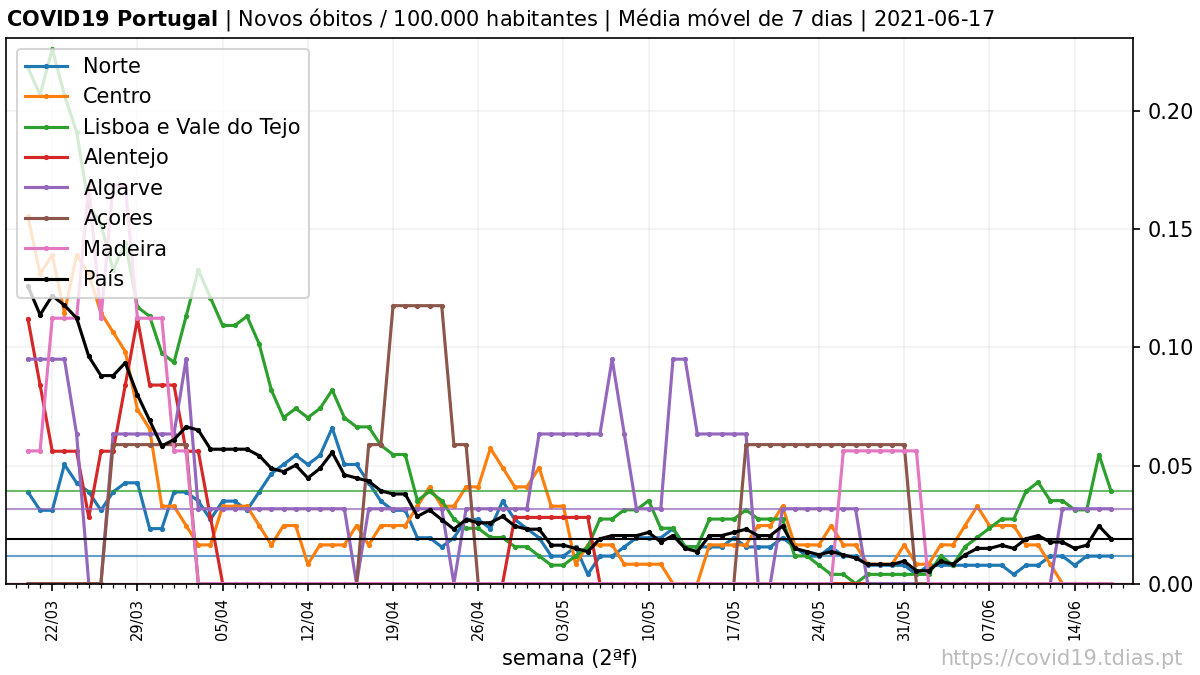 COVID19 Portugal | Novos óbitos / 100.000 habitantes | Média móvel de 7 dias | 2021-06-17
Norte
Centro
Lisboa e Vale do Tejo
Alentejo
Algarve
Açores
Madeira
País
0.20
0.15
0.10
0.05
0.00
22/03
29/03
05/04
12/04
19/04
26/04
03/05
10/05
17/05
24/05
31/05
07/06
14/06
semana (2ªf)
https://covid19.tdias.pt